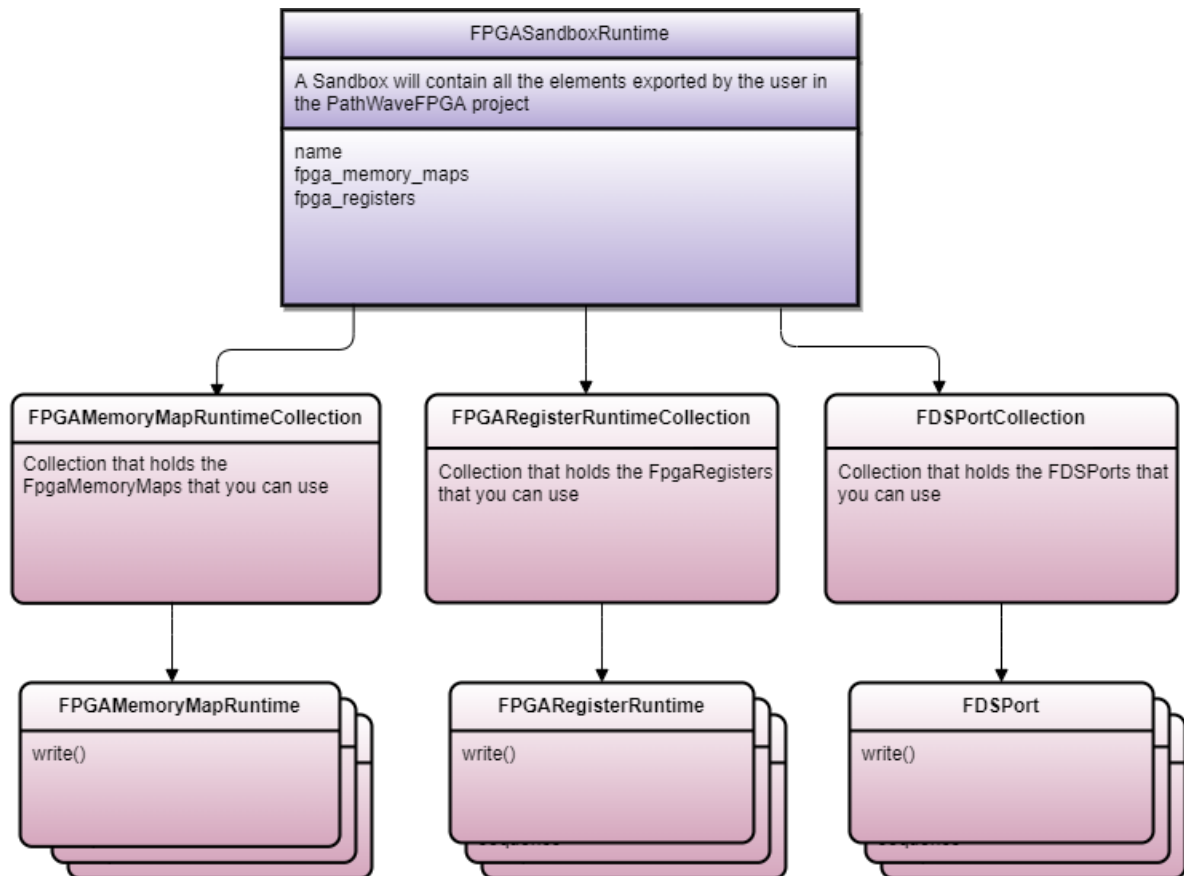 FPGASandboxRuntime
A Sandbox will contain all the elements exported by the user in
the PathWaveFPGA project
name
fpga_memory_maps
fpga_registers
FPGAMemoryMapRuntimeCollection
Collection that holds the
FpgaMemoryMaps that you can use
FPGARegisterRuntimeCollection
Collection that holds the FpgaRegisters
that you can use
FDSPortCollection
Collection that holds the FDSPorts that
you can use
FPGAMemoryMapRuntime
write()
FPGARegisterRuntime
write()
FDSPort
write()